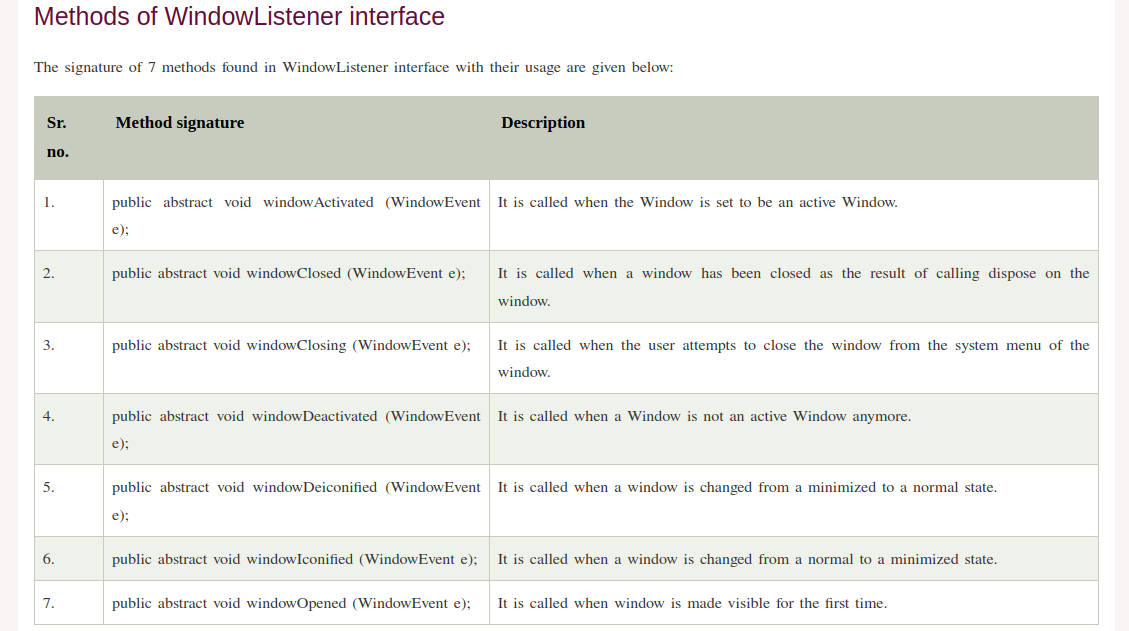 Methods of WindowListener interface
The signature of 7 methods found in WindowListener interface with their usage are given below:
Sr. no.
Method signature
Description
1.
public abstract void windowActivated (WindowEvent
e);
It is called when the Window is set to be an active Window.
2.
public abstract void windowClosed (WindowEvent e);
It is called when a window has been closed as the result of calling dispose on the
window.
3.
public abstract void windowClosing (WindowEvent e);
It is called when the user attempts to close the window from the system menu of the
window.
4.
public abstract void windowDeactivated (WindowEvent
e);
It is called when a Window is not an active Window anymore.
5.
public abstract void windowDeiconified (WindowEvent
e);
It is called when a window is changed from a minimized to a normal state.
6.
public abstract void windowIconified (WindowEvent e);
It is called when a window is changed from a normal to a minimized state.
7.
public abstract void windowOpened (WindowEvent e);
It is called when window is made visible for the first time.